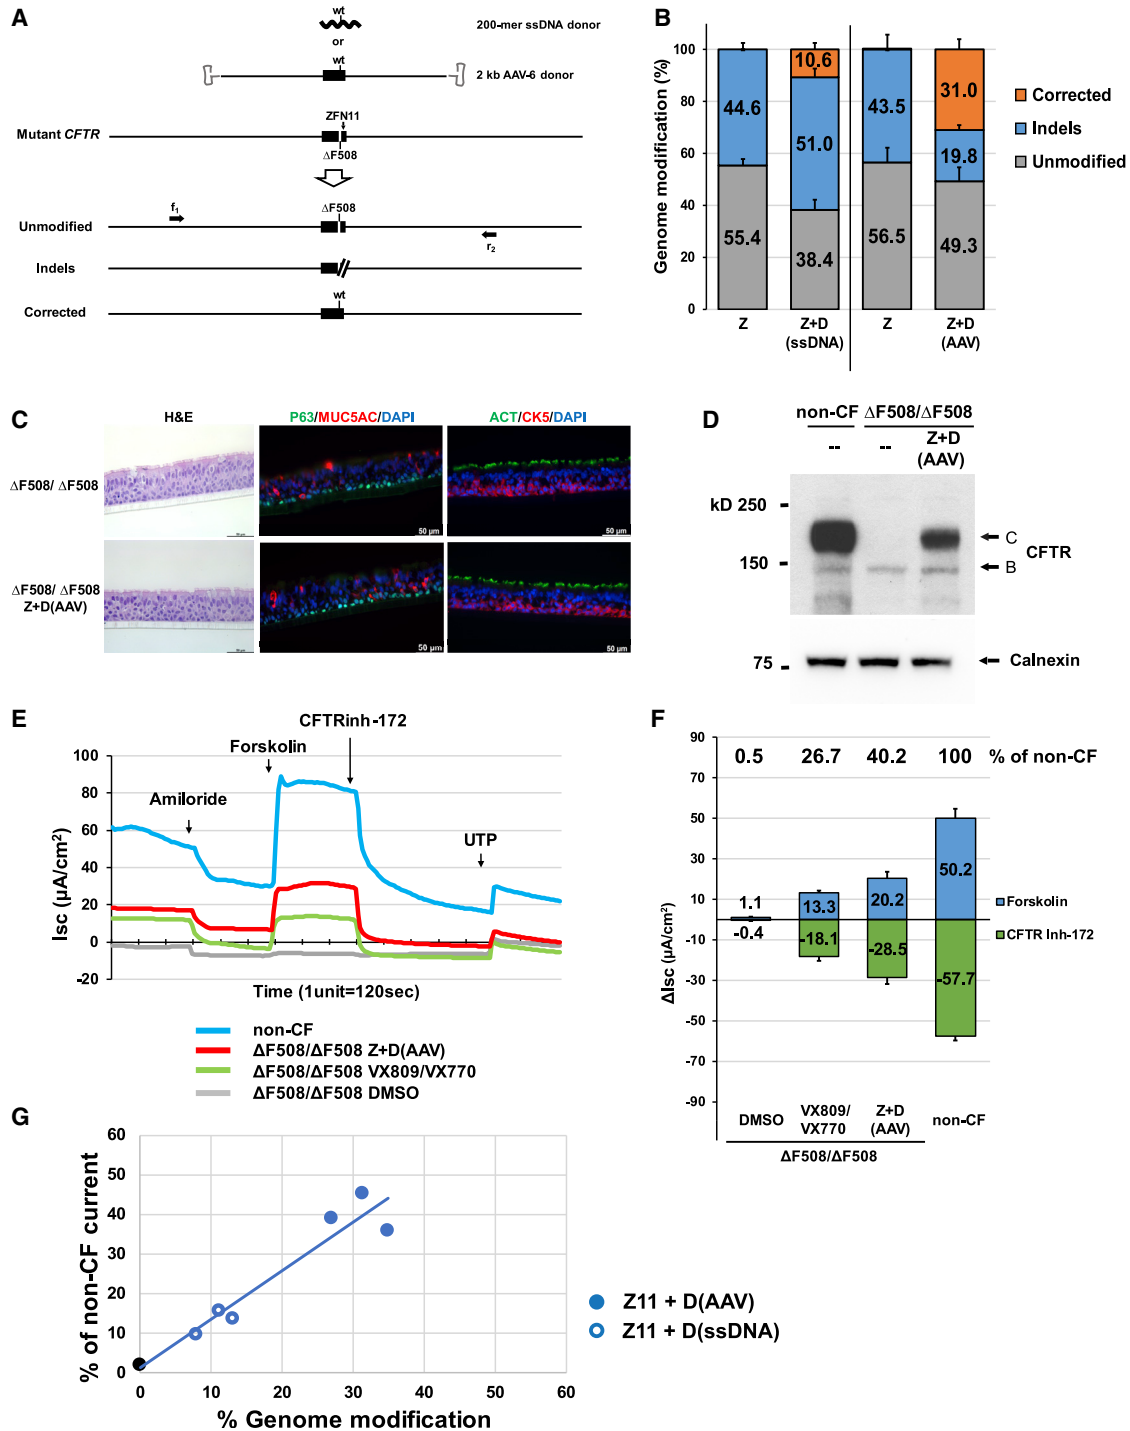 A
wt
200-mer ssDNA donor
or
wt
2 kb AAV-6 donor
ZFN11
Mutant CFTR
ΔF508
ΔF508
f1
Unmodified
r2
Indels
wt
Corrected
B
Genome modification (%)
100
80
60
40
20
0
44.6
55.4
10.6
51.0
38.4
43.5
56.5
31.0
19.8
49.3
Z
Z+D
(ssDNA)
Z
Z+D
(AAV)
Corrected
Indels
Unmodified
C
H&E
P63/MUC5AC/DAPI
ACT/CK5/DAPI
ΔF508/ ΔF508
50 µm
50 µm
ΔF508/ ΔF508
Z+D(AAV)
50 µm
50 µm
D
non-CF
ΔF508/ΔF508
--
--
Z+D
(AAV)
kD 250
150
C
CFTR
B
75
Calnexin
E
CFTRinh-172
Forskolin
Amiloride
UTP
Isc (µA/cm2)
100
80
60
40
20
0
-20
Time (1unit=120sec)
non-CF
ΔF508/ΔF508 Z+D(AAV)
ΔF508/ΔF508 VX809/VX770
ΔF508/ΔF508 DMSO
F
ΔIsc (µA/cm2)
90
70
50
30
10
-10
-30
-50
-70
-90
0.5
26.7
40.2
100
% of non-CF
1.1
-0.4
13.3
-18.1
20.2
-28.5
50.2
-57.7
Forskolin
CFTR Inh-172
DMSO
VX809/
VX770
Z+D
(AAV)
non-CF
ΔF508/ΔF508
G
% of non-CF current
60
50
40
30
20
10
0
0
10
20
30
40
50
60
% Genome modification
Z11 + D(AAV)
Z11 + D(ssDNA)